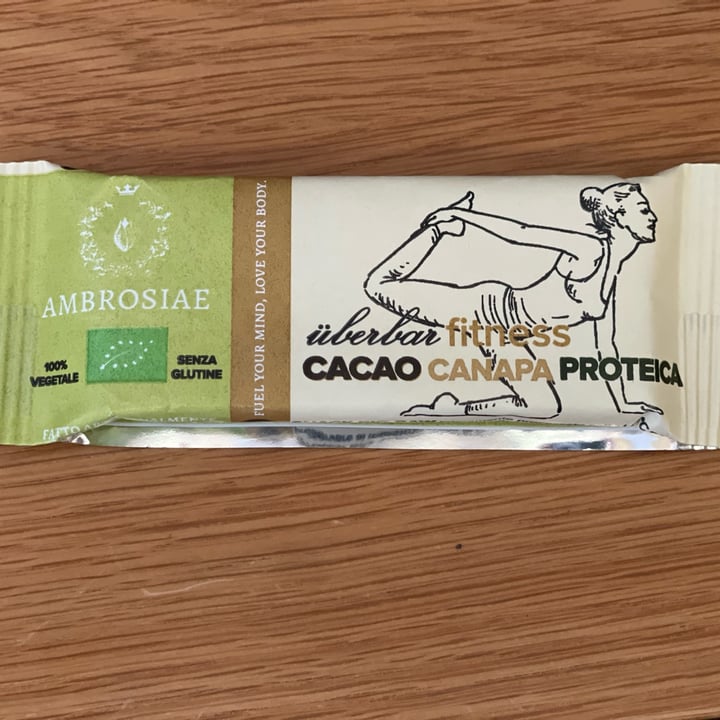 AMBROSIAE
100%
VEGETALE
SENZA
GLUTINE
FUEL YOUR MIND, LOVE YOUR BODY.
überbar fitness
CACAO CANAPA PROTEICA